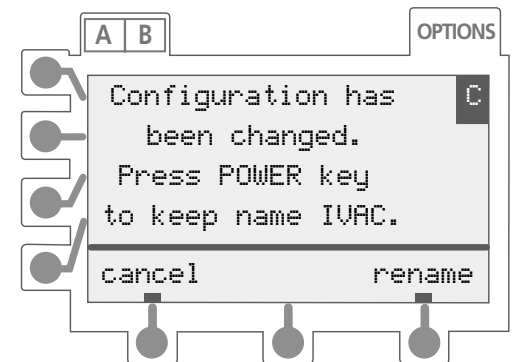 A B OPTIONS
Configuration has C
been changed.
Press POWER key
to keep name IVAC.
cancel rename